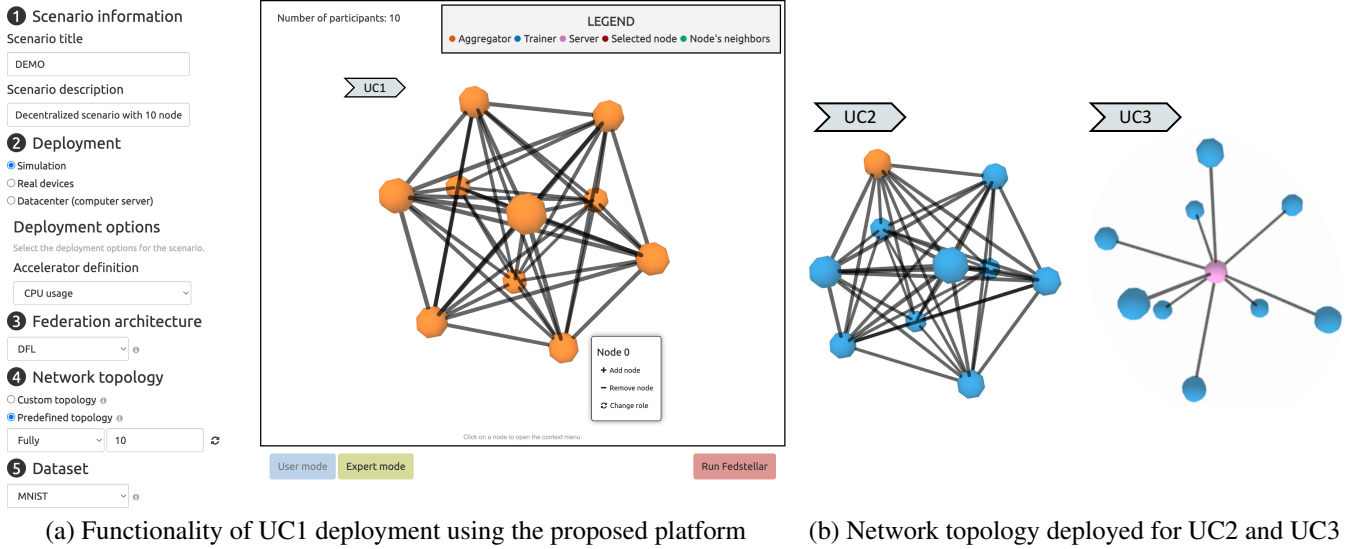 1 Scenario information
Scenario title
DEMO
Scenario description
Decentralized scenario with 10 node
2 Deployment
Simulation
Real devices
Datacenter (computer server)
Deployment options
Select the deployment options for the scenario.
Accelerator definition
CPU usage
3 Federation architecture
DFL
4 Network topology
Custom topology
Predefined topology
Fully 10
5 Dataset
MNIST
Number of participants: 10
LEGEND
Aggregator Trainer Server Selected node Node's neighbors
UC1
Node 0
+ Add node
− Remove node
Change role
Click on a node to open the context menu.
User mode Expert mode Run Fedstellar
UC2
UC3
(a) Functionality of UC1 deployment using the proposed platform
(b) Network topology deployed for UC2 and UC3